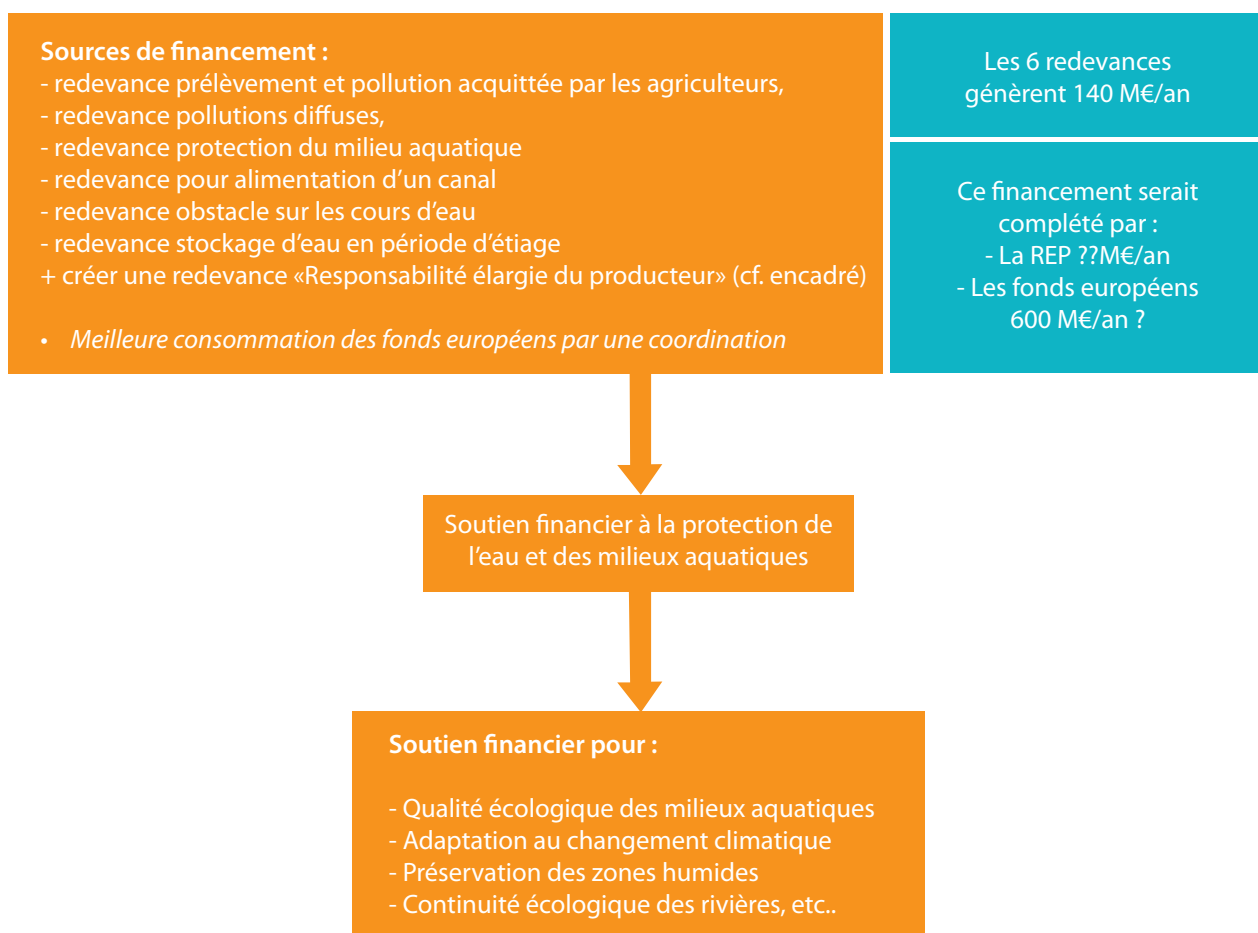 Sources de financement :
- redevance prélèvement et pollution acquittée par les agriculteurs,
- redevance pollutions diffuses,
- redevance protection du milieu aquatique
- redevance pour alimentation d’un canal
- redevance obstacle sur les cours d’eau
- redevance stockage d’eau en période d’étiage
+ créer une redevance «Responsabilité élargie du producteur» (cf. encadré)
• Meilleure consommation des fonds européens par une coordination
Les 6 redevances
génèrent 140 M€/an
Ce financement serait
complété par :
- La REP ??M€/an
- Les fonds européens
600 M€/an ?
Soutien financier à la protection de
l’eau et des milieux aquatiques
Soutien financier pour :
- Qualité écologique des milieux aquatiques
- Adaptation au changement climatique
- Préservation des zones humides
- Continuité écologique des rivières, etc..